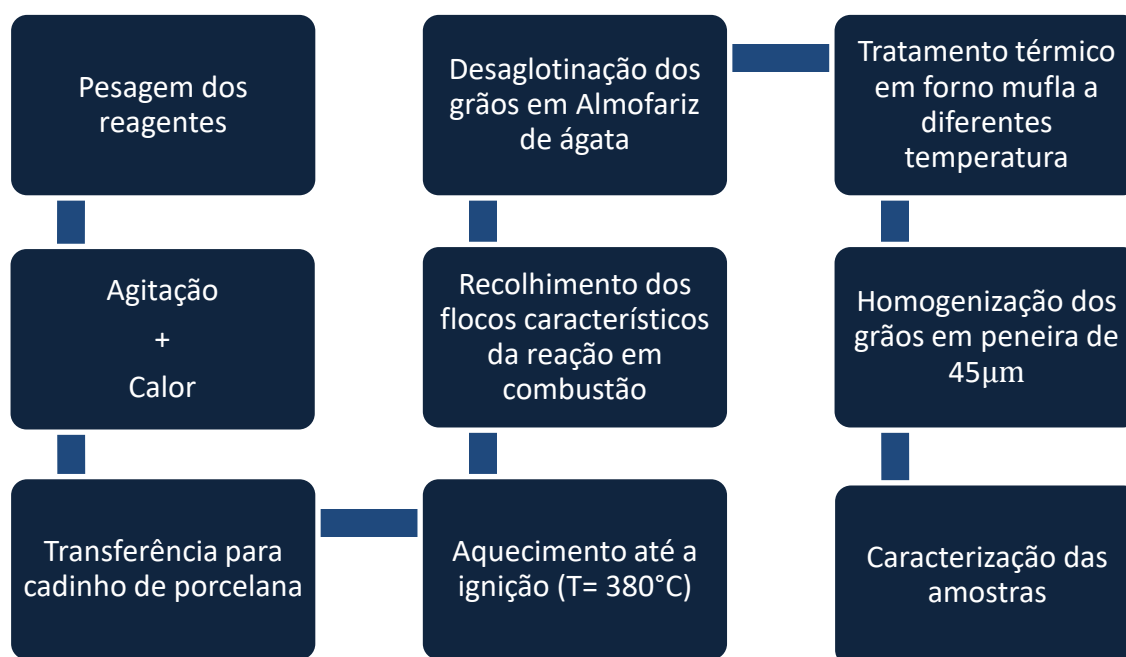 Pesagem dos
reagentes
Agitação
+
Calor
Transferência para
cadinho de porcelana
Aquecimento até a
ignição (T= 380°C)
Recolhimento dos
flocos característicos
da reação em
combustão
Desaglotinação dos
grãos em Almofariz
de ágata
Tratamento térmico
em forno mufla a
diferentes
temperatura
Homogenização dos
grãos em peneira de
45μm
Caracterização das
amostras